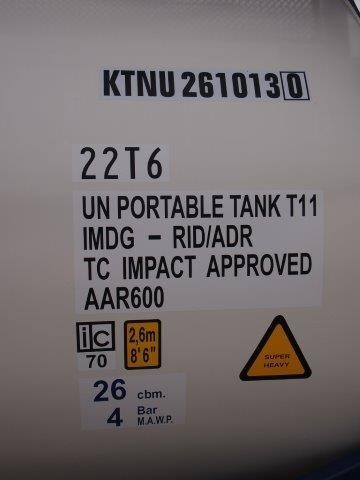 KTNU 261013 0
22T6
UN PORTABLE TANK T11
IMDG - RID/ADR
TC IMPACT APPROVED
AAR600
ic
70
2,6m
8'6"
SUPER
HEAVY
26 cbm.
4 Bar
M.A.W.P.